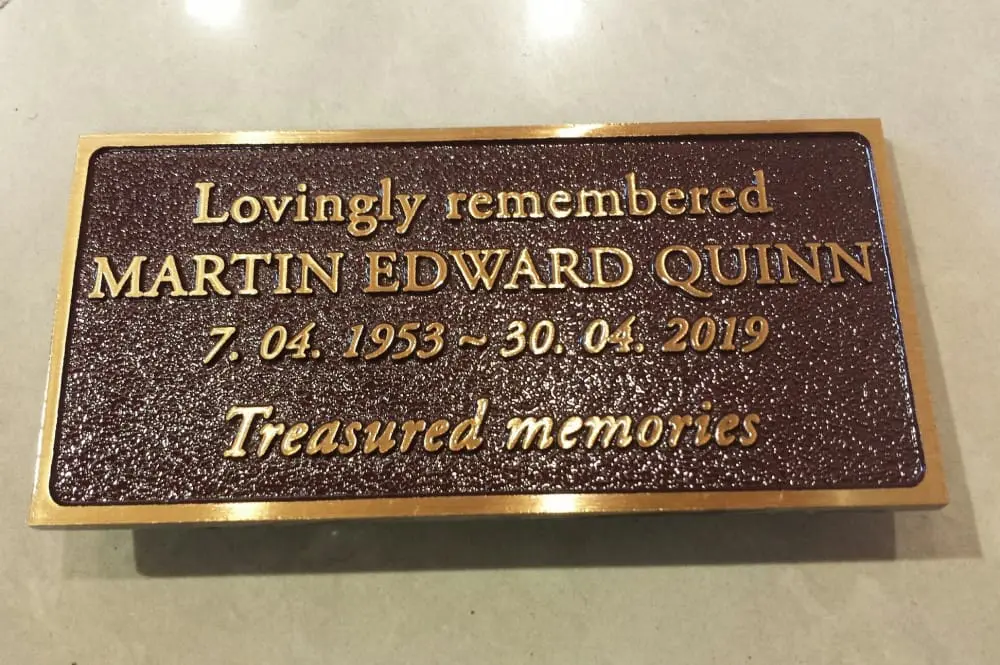 Lovingly remembered
MARTIN EDWARD QUINN
7. 04. 1953 ~ 30. 04. 2019
Treasured memories